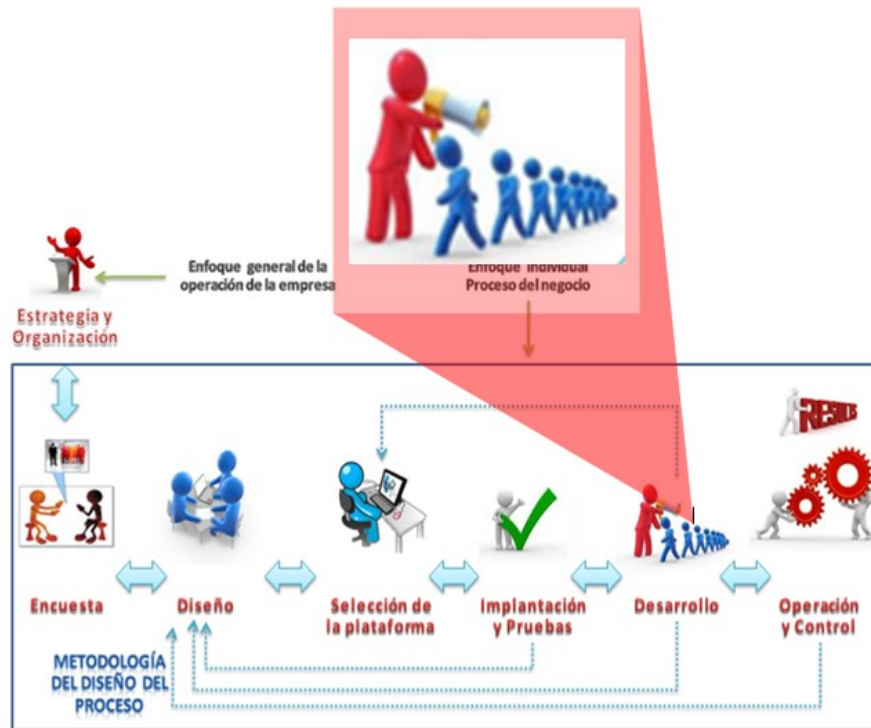 Enfoque general de la
operación de la empresa
Enfoque individual
Proceso del negocio
Estrategia y
Organización
RESULTS
Encuesta
Diseño
Selección de
la plataforma
Implantación
y Pruebas
Desarrollo
Operación
y Control
METODOLOGÍA
DEL DISEÑO DEL
PROCESO